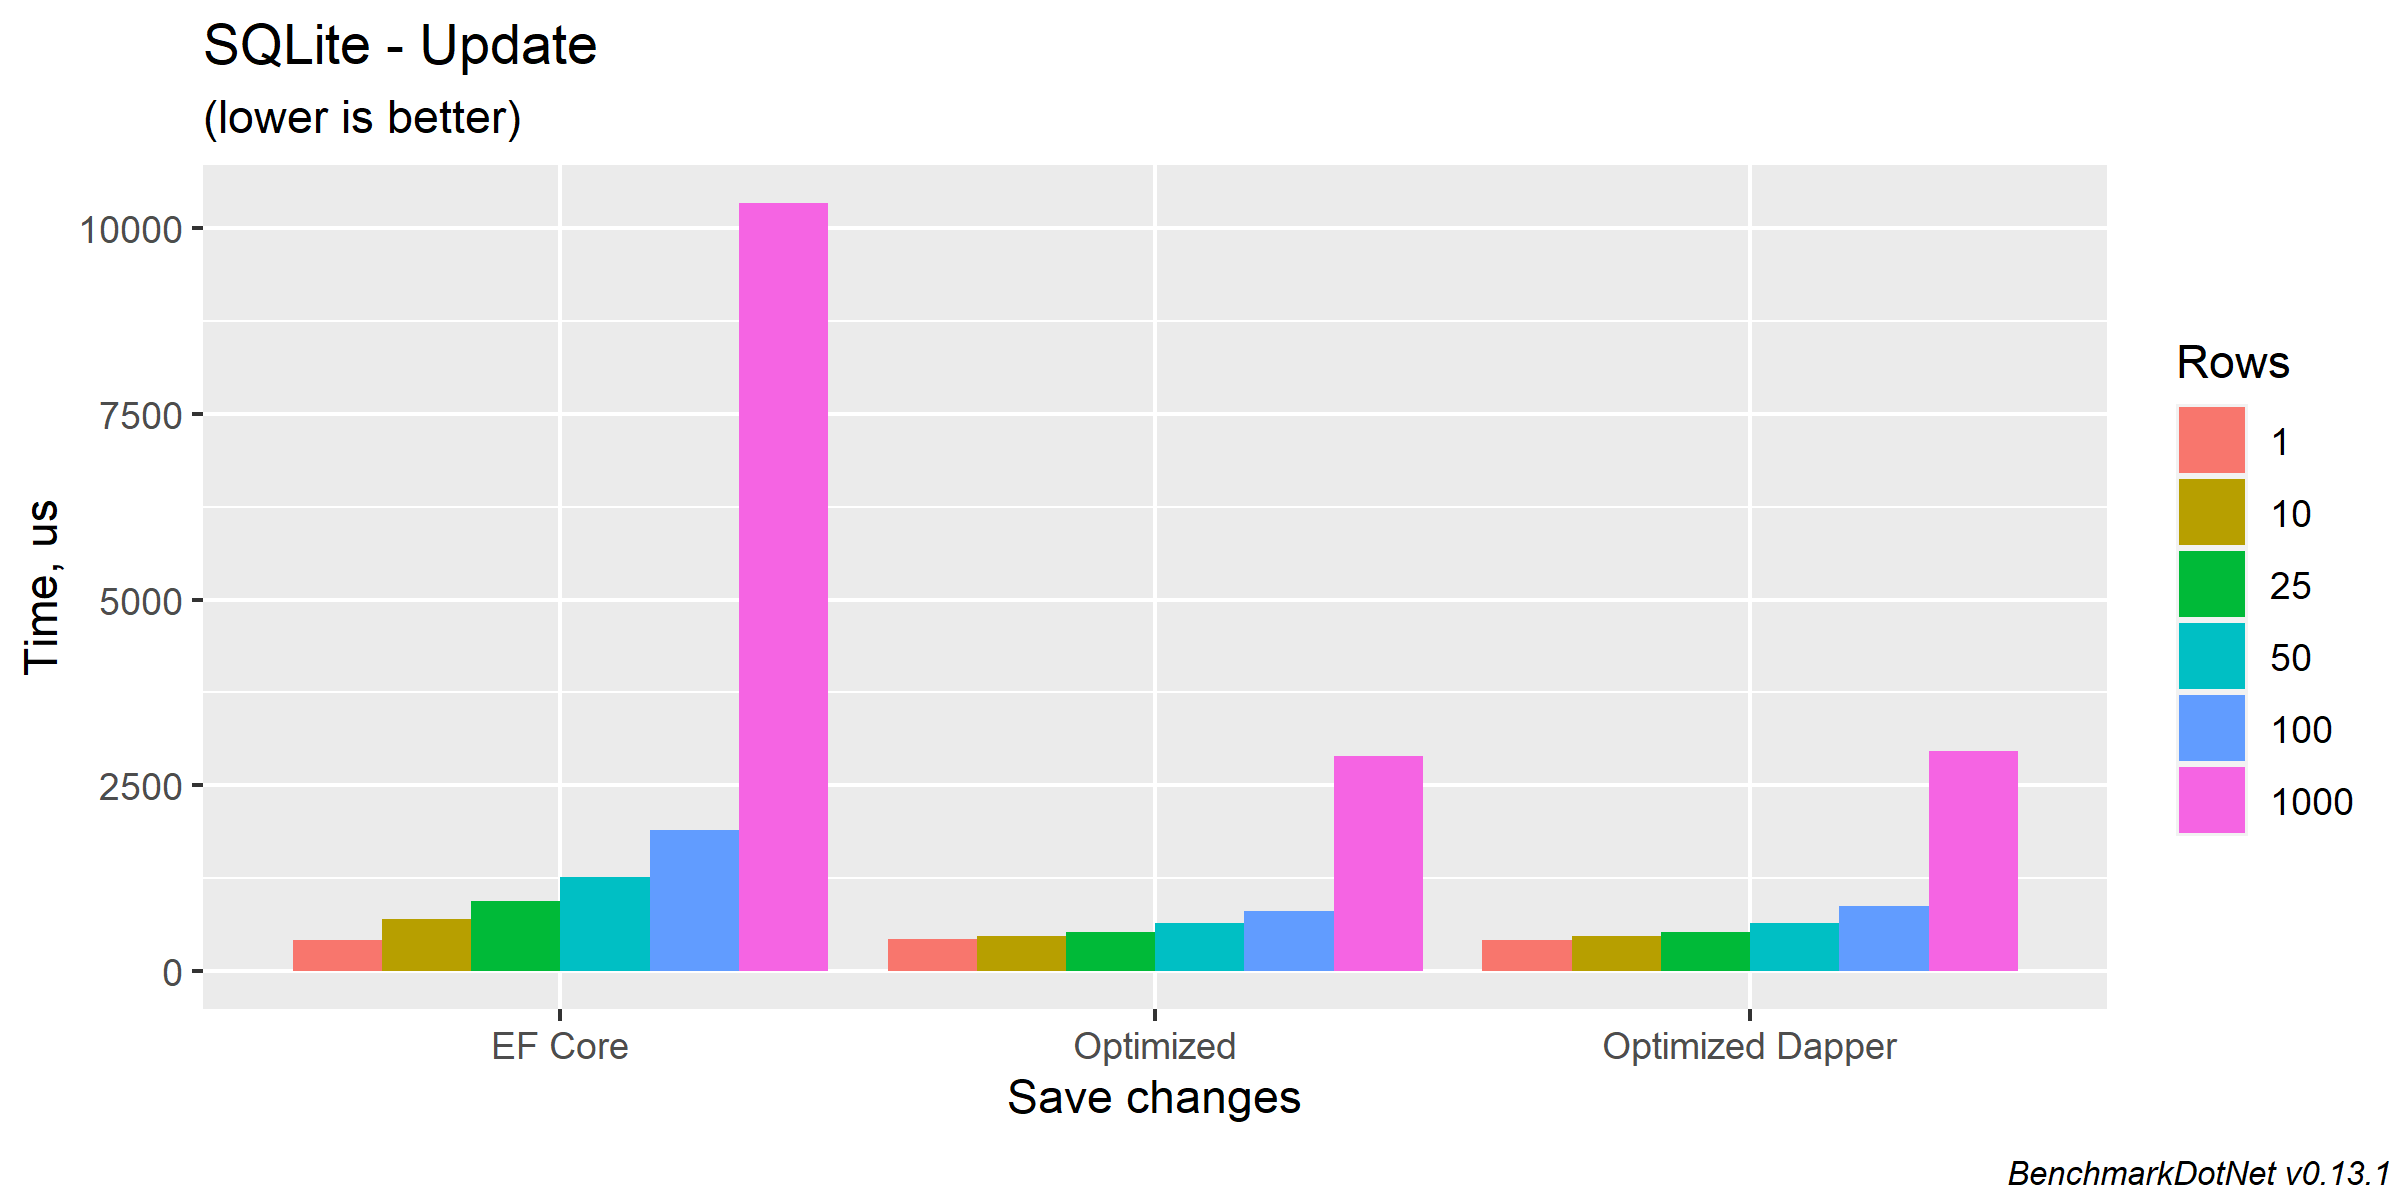 SQLite - Update
(lower is better)
10000
7500
5000
2500
0
Time, us
EF Core
Optimized
Optimized Dapper
Save changes
Rows
1
10
25
50
100
1000
BenchmarkDotNet v0.13.1